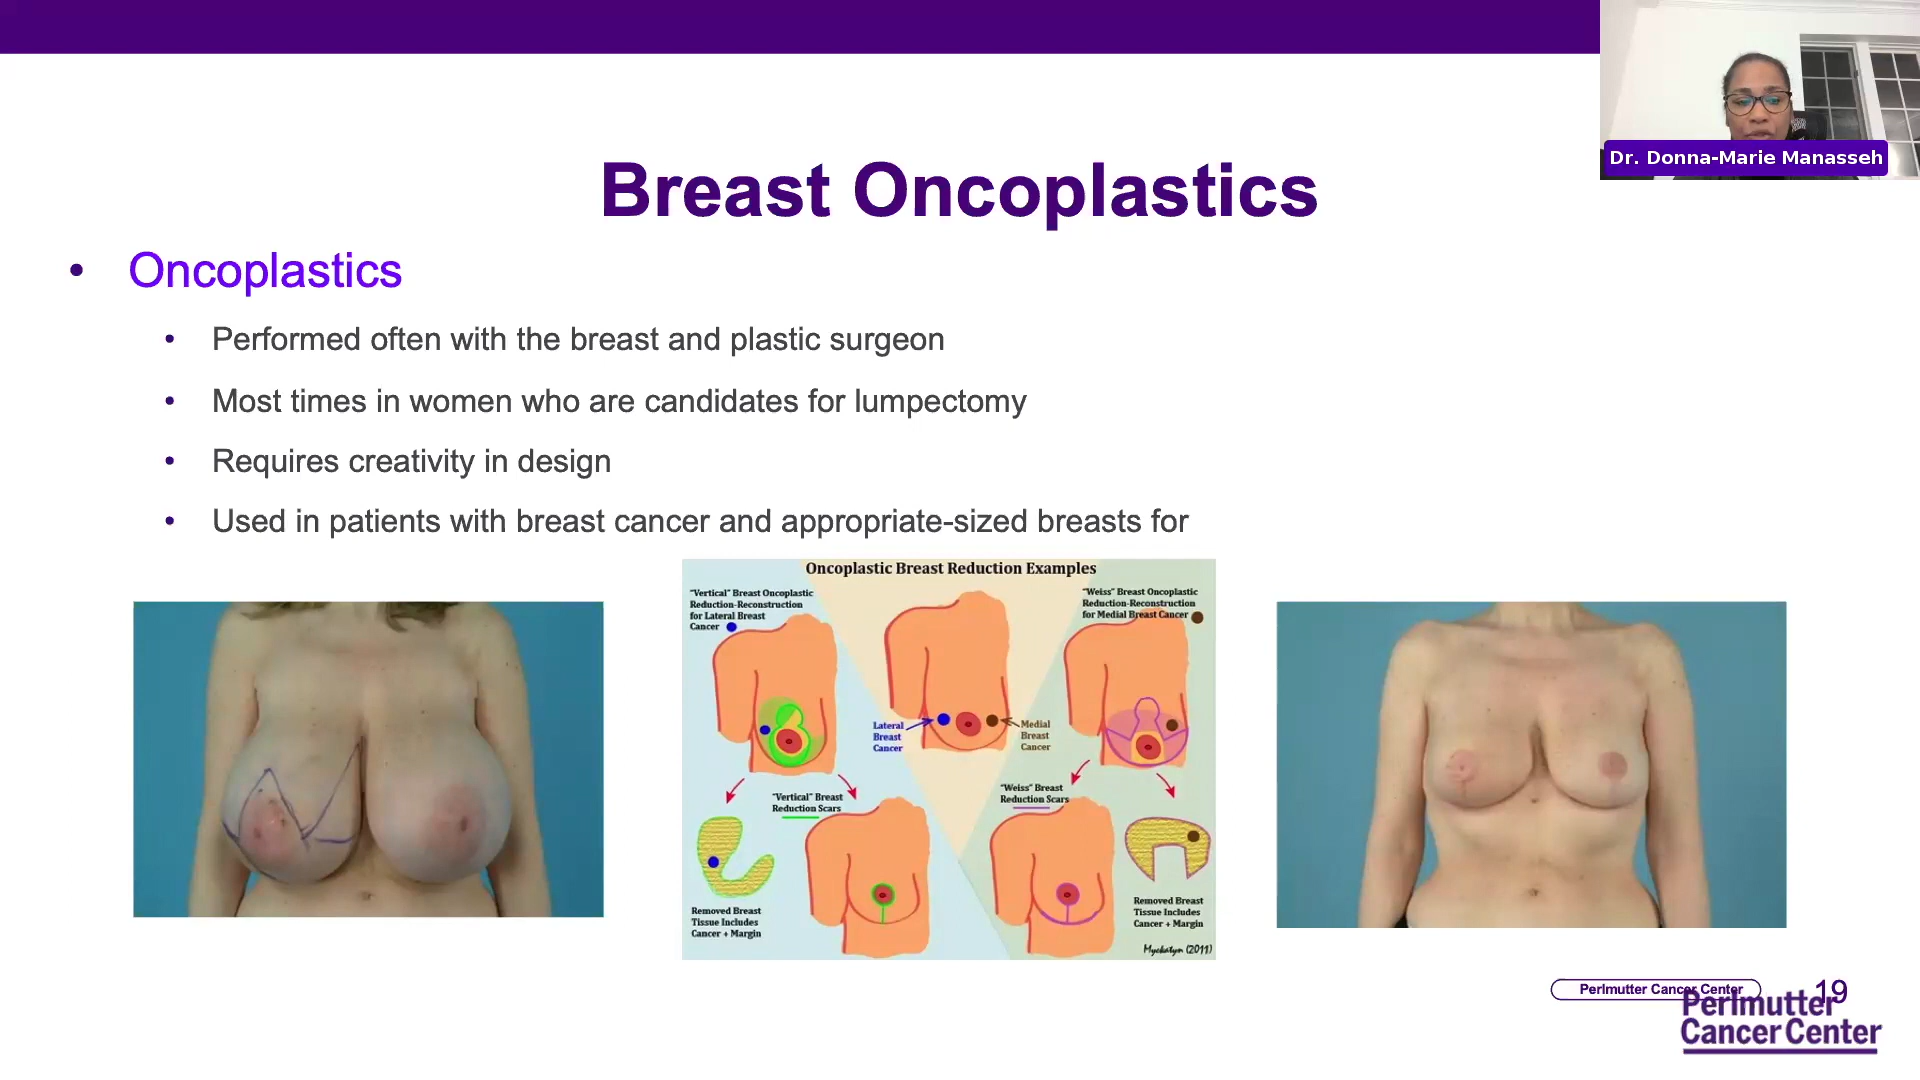 Dr. Donna-Marie Manasseh
Breast Oncoplastics
• Oncoplastics
• Performed often with the breast and plastic surgeon
• Most times in women who are candidates for lumpectomy
• Requires creativity in design
• Used in patients with breast cancer and appropriate-sized breasts for
Oncoplastic Breast Reduction Examples
"Vertical" Breast Oncoplastic
Reduction-Reconstruction
for Lateral Breast
Cancer
"Weiss" Breast Oncoplastic
Reduction-Reconstruction
for Medial Breast Cancer
Lateral
Breast
Cancer
Medial
Breast
Cancer
"Vertical" Breast
Reduction Scars
"Weiss" Breast
Reduction Scars
Removed Breast
Tissue Includes
Cancer + Margin
Removed Breast
Tissue Includes
Cancer + Margin
Myckatyn (2011)
Perlmutter Cancer Center
19
Perlmutter
Cancer Center